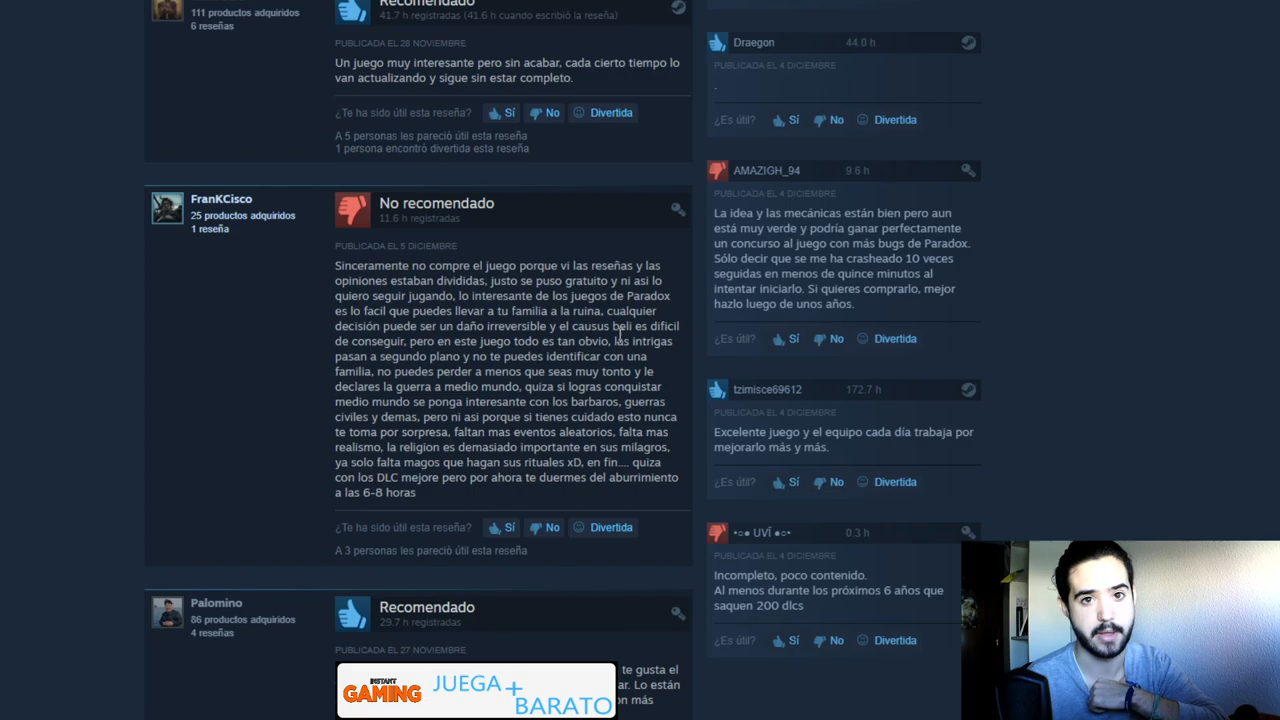 111 productos adquiridos
6 reseñas
Recomendado
41.7 h registradas (41.6 h cuando escribió la reseña)
PUBLICADA EL 28 NOVIEMBRE
Un juego muy interesante pero sin acabar, cada cierto tiempo lo
van actualizando y sigue sin estar completo.
¿Te ha sido útil esta reseña? Sí No Divertida
A 5 personas les pareció útil esta reseña
1 persona encontró divertida esta reseña
FranKCisco
25 productos adquiridos
1 reseña
No recomendado
11.6 h registradas
PUBLICADA EL 5 DICIEMBRE
Sinceramente no compre el juego porque vi las reseñas y las
opiniones estaban divididas, justo se puso gratuito y ni asi lo
quiero seguir jugando, lo interesante de los juegos de Paradox
es lo facil que puedes llevar a tu familia a la ruina, cualquier
decisión puede ser un daño irreversible y el causus beli es dificil
de conseguir, pero en este juego todo es tan obvio, las intrigas
pasan a segundo plano y no te puedes identificar con una
familia, no puedes perder a menos que seas muy tonto y le
declares la guerra a medio mundo, quiza si logras conquistar
medio mundo se ponga interesante con los barbaros, guerras
civiles y demas, pero ni asi porque si tienes cuidado esto nunca
te toma por sorpresa, faltan mas eventos aleatorios, falta mas
realismo, la religion es demasiado importante en sus milagros,
ya solo falta magos que hagan sus rituales xD, en fin.... quiza
con los DLC mejore pero por ahora te duermes del aburrimiento
a las 6-8 horas
¿Te ha sido útil esta reseña? Sí No Divertida
A 3 personas les pareció útil esta reseña
Palomino
86 productos adquiridos
4 reseñas
Recomendado
29.7 h registradas
PUBLICADA EL 27 NOVIEMBRE
te gusta el
ar. Lo están
on más
INSTANT
GAMING
JUEGA+
BARATO
Draegon 44.0 h
PUBLICADA EL 4 DICIEMBRE
.
¿Es útil? Sí No Divertida
AMAZIGH_94 9.6 h
PUBLICADA EL 4 DICIEMBRE
La idea y las mecánicas están bien pero aun
está muy verde y podría ganar perfectamente
un concurso al juego con más bugs de Paradox.
Sólo decir que se me ha crasheado 10 veces
seguidas en menos de quince minutos al
intentar iniciarlo. Si quieres comprarlo, mejor
hazlo luego de unos años.
¿Es útil? Sí No Divertida
tzimisce69612 172.7 h
PUBLICADA EL 4 DICIEMBRE
Excelente juego y el equipo cada día trabaja por
mejorarlo más y más.
¿Es útil? Sí No Divertida
•○● UVĪ ●○• 0.3 h
PUBLICADA EL 4 DICIEMBRE
Incompleto, poco contenido.
Al menos durante los próximos 6 años que
saquen 200 dlcs
¿Es útil? Sí No Divertida